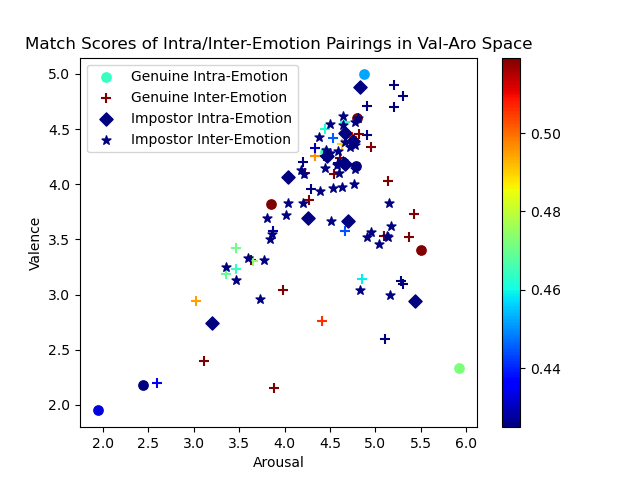 Match Scores of Intra/Inter-Emotion Pairings in Val-Aro Space
Genuine Intra-Emotion
Genuine Inter-Emotion
Impostor Intra-Emotion
Impostor Inter-Emotion
5.0
4.5
4.0
3.5
3.0
2.5
2.0
Valence
2.0 2.5 3.0 3.5 4.0 4.5 5.0 5.5 6.0
Arousal
0.50
0.48
0.46
0.44